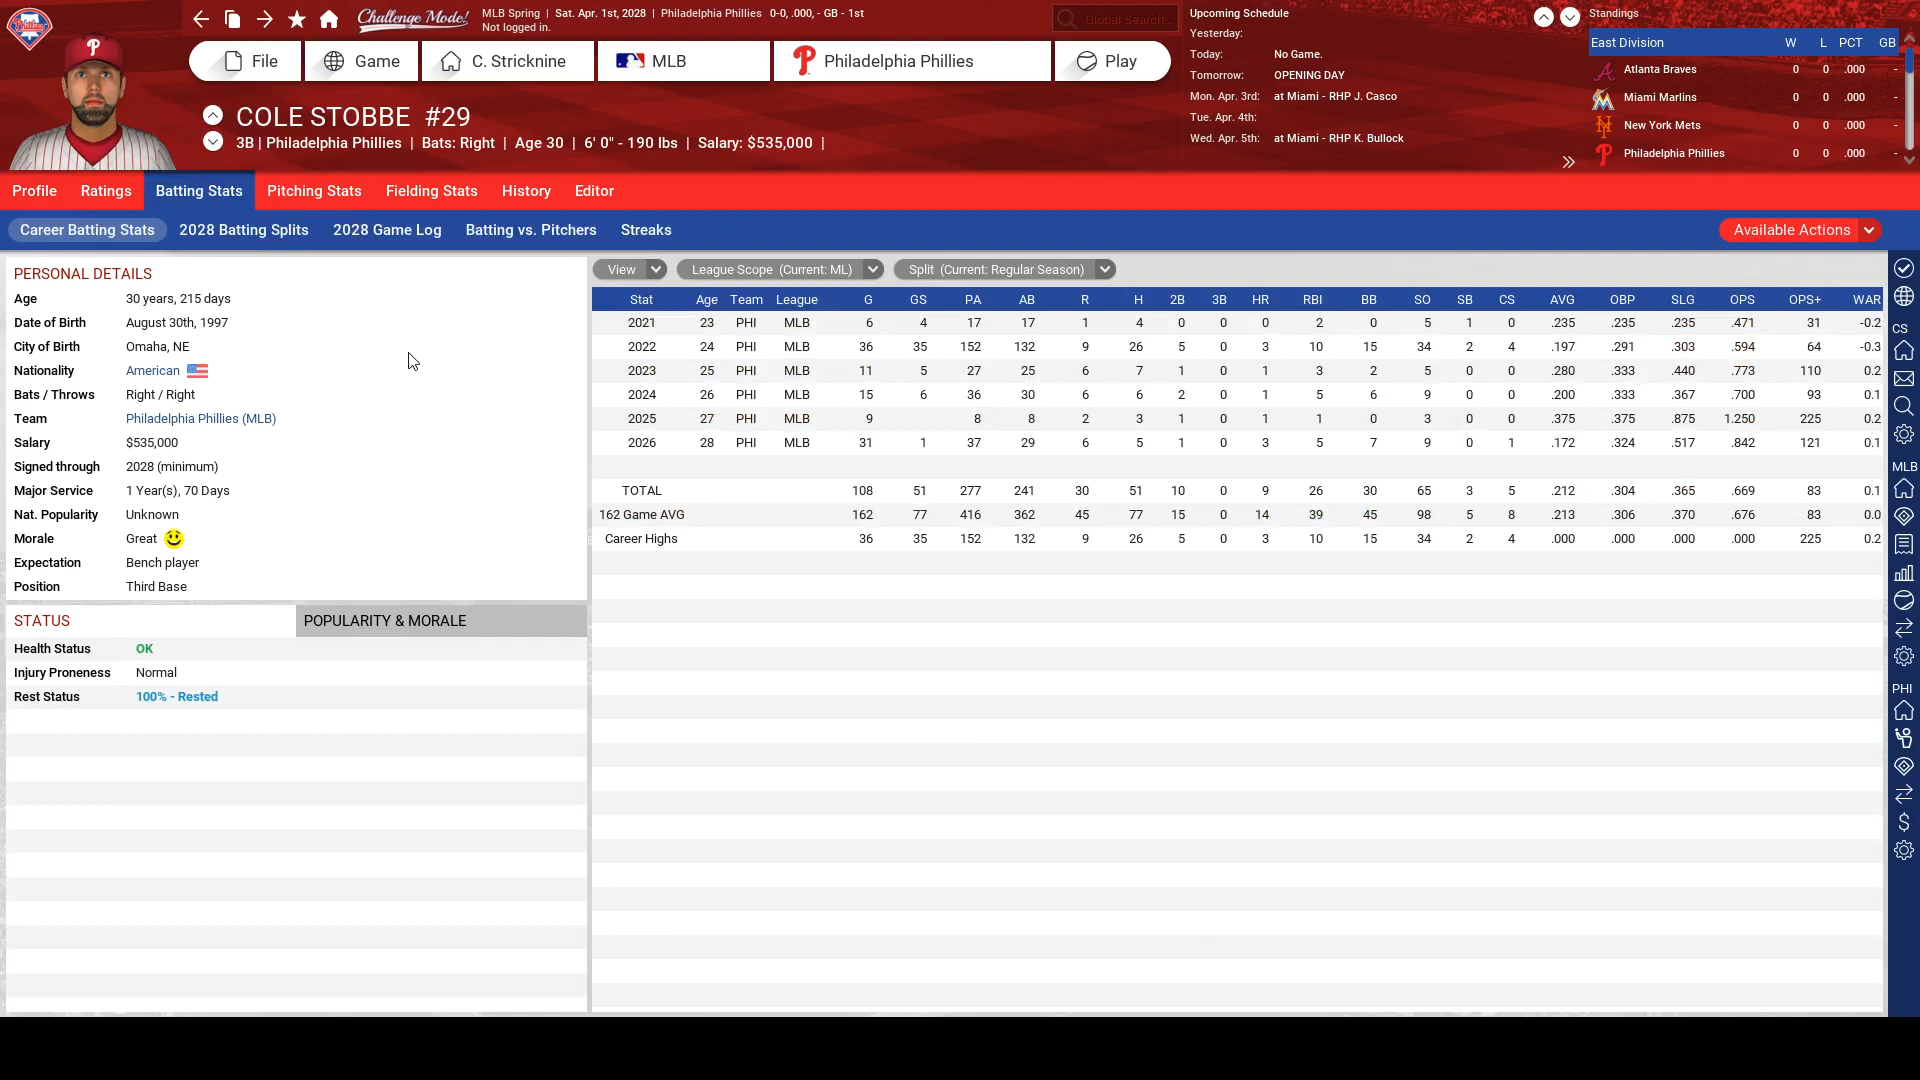 Challenge Mode!
MLB Spring | Sat. Apr. 1st, 2028 | Philadelphia Phillies 0-0, .000, - GB - 1st
Not logged in.
Global Search...
File
Game
C. Stricknine
MLB
Philadelphia Phillies
Play
COLE STOBBE #29
3B | Philadelphia Phillies | Bats: Right | Age 30 | 6' 0" - 190 lbs | Salary: $535,000 |
Upcoming Schedule
Yesterday:
Today: No Game.
Tomorrow: OPENING DAY
Mon. Apr. 3rd: at Miami - RHP J. Casco
Tue. Apr. 4th:
Wed. Apr. 5th: at Miami - RHP K. Bullock
Standings
East Division W L PCT GB
Atlanta Braves 0 0 .000 -
Miami Marlins 0 0 .000 -
New York Mets 0 0 .000 -
Philadelphia Phillies 0 0 .000 -
Profile Ratings Batting Stats Pitching Stats Fielding Stats History Editor
Career Batting Stats 2028 Batting Splits 2028 Game Log Batting vs. Pitchers Streaks
Available Actions
PERSONAL DETAILS
Age 30 years, 215 days
Date of Birth August 30th, 1997
City of Birth Omaha, NE
Nationality American
Bats / Throws Right / Right
Team Philadelphia Phillies (MLB)
Salary $535,000
Signed through 2028 (minimum)
Major Service 1 Year(s), 70 Days
Nat. Popularity Unknown
Morale Great
Expectation Bench player
Position Third Base
STATUS
POPULARITY & MORALE
Health Status OK
Injury Proneness Normal
Rest Status 100% - Rested
View League Scope (Current: ML) Split (Current: Regular Season)
Stat Age Team League G GS PA AB R H 2B 3B HR RBI BB SO SB CS AVG OBP SLG OPS OPS+ WAR
2021 23 PHI MLB 6 4 17 17 1 4 0 0 0 2 0 5 1 0 .235 .235 .235 .471 31 -0.2
2022 24 PHI MLB 36 35 152 132 9 26 5 0 3 10 15 34 2 4 .197 .291 .303 .594 64 -0.3
2023 25 PHI MLB 11 5 27 25 6 7 1 0 1 3 2 5 0 0 .280 .333 .440 .773 110 0.2
2024 26 PHI MLB 15 6 36 30 6 6 2 0 1 5 6 9 0 0 .200 .333 .367 .700 93 0.1
2025 27 PHI MLB 9 8 8 2 3 1 0 1 1 0 3 0 0 .375 .375 .875 1.250 225 0.2
2026 28 PHI MLB 31 1 37 29 6 5 1 0 3 5 7 9 0 1 .172 .324 .517 .842 121 0.1
TOTAL 108 51 277 241 30 51 10 0 9 26 30 65 3 5 .212 .304 .365 .669 83 0.1
162 Game AVG 162 77 416 362 45 77 15 0 14 39 45 98 5 8 .213 .306 .370 .676 83 0.0
Career Highs 36 35 152 132 9 26 5 0 3 10 15 34 2 4 .000 .000 .000 .000 225 0.2
CS
MLB
PHI